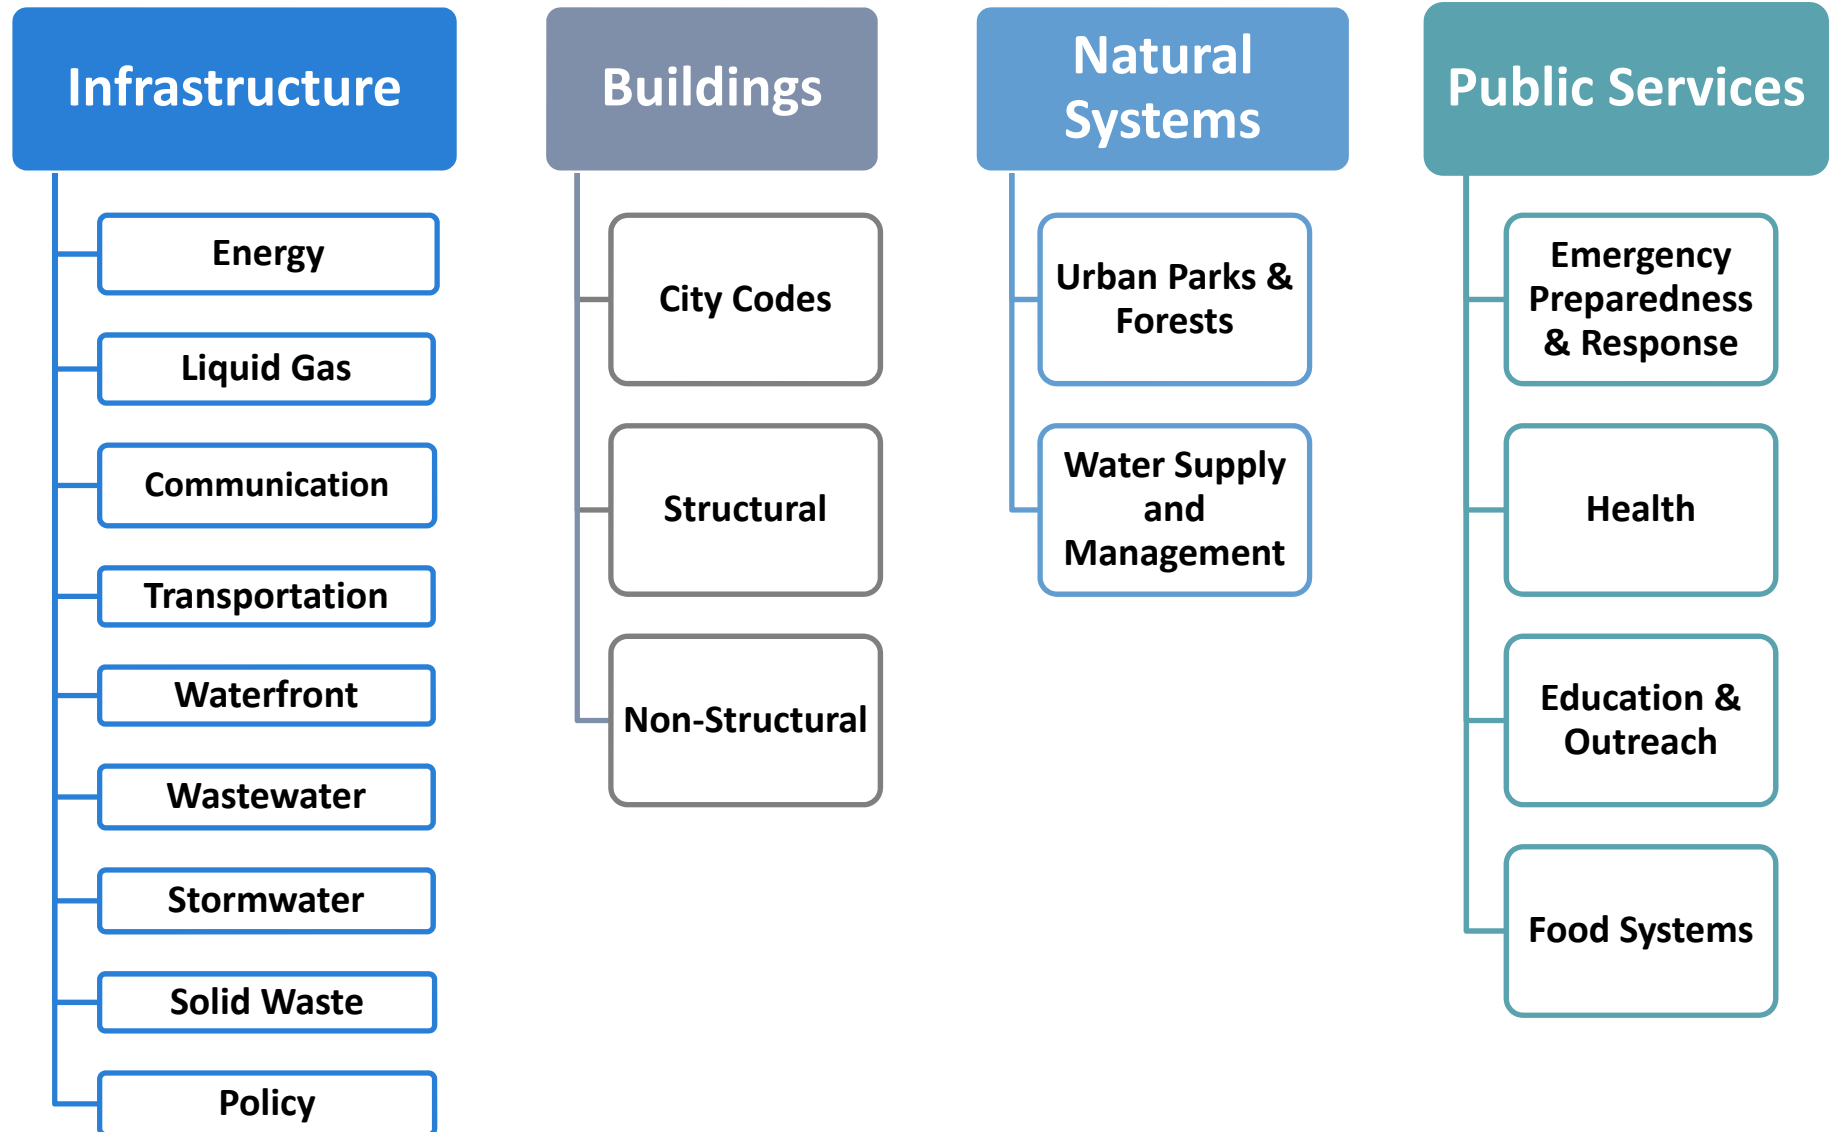 Infrastructure
Energy
Liquid Gas
Communication
Transportation
Waterfront
Wastewater
Stormwater
Solid Waste
Policy
Buildings
City Codes
Structural
Non-Structural
Natural
Systems
Urban Parks &
Forests
Water Supply
and
Management
Public Services
Emergency
Preparedness
& Response
Health
Education &
Outreach
Food Systems